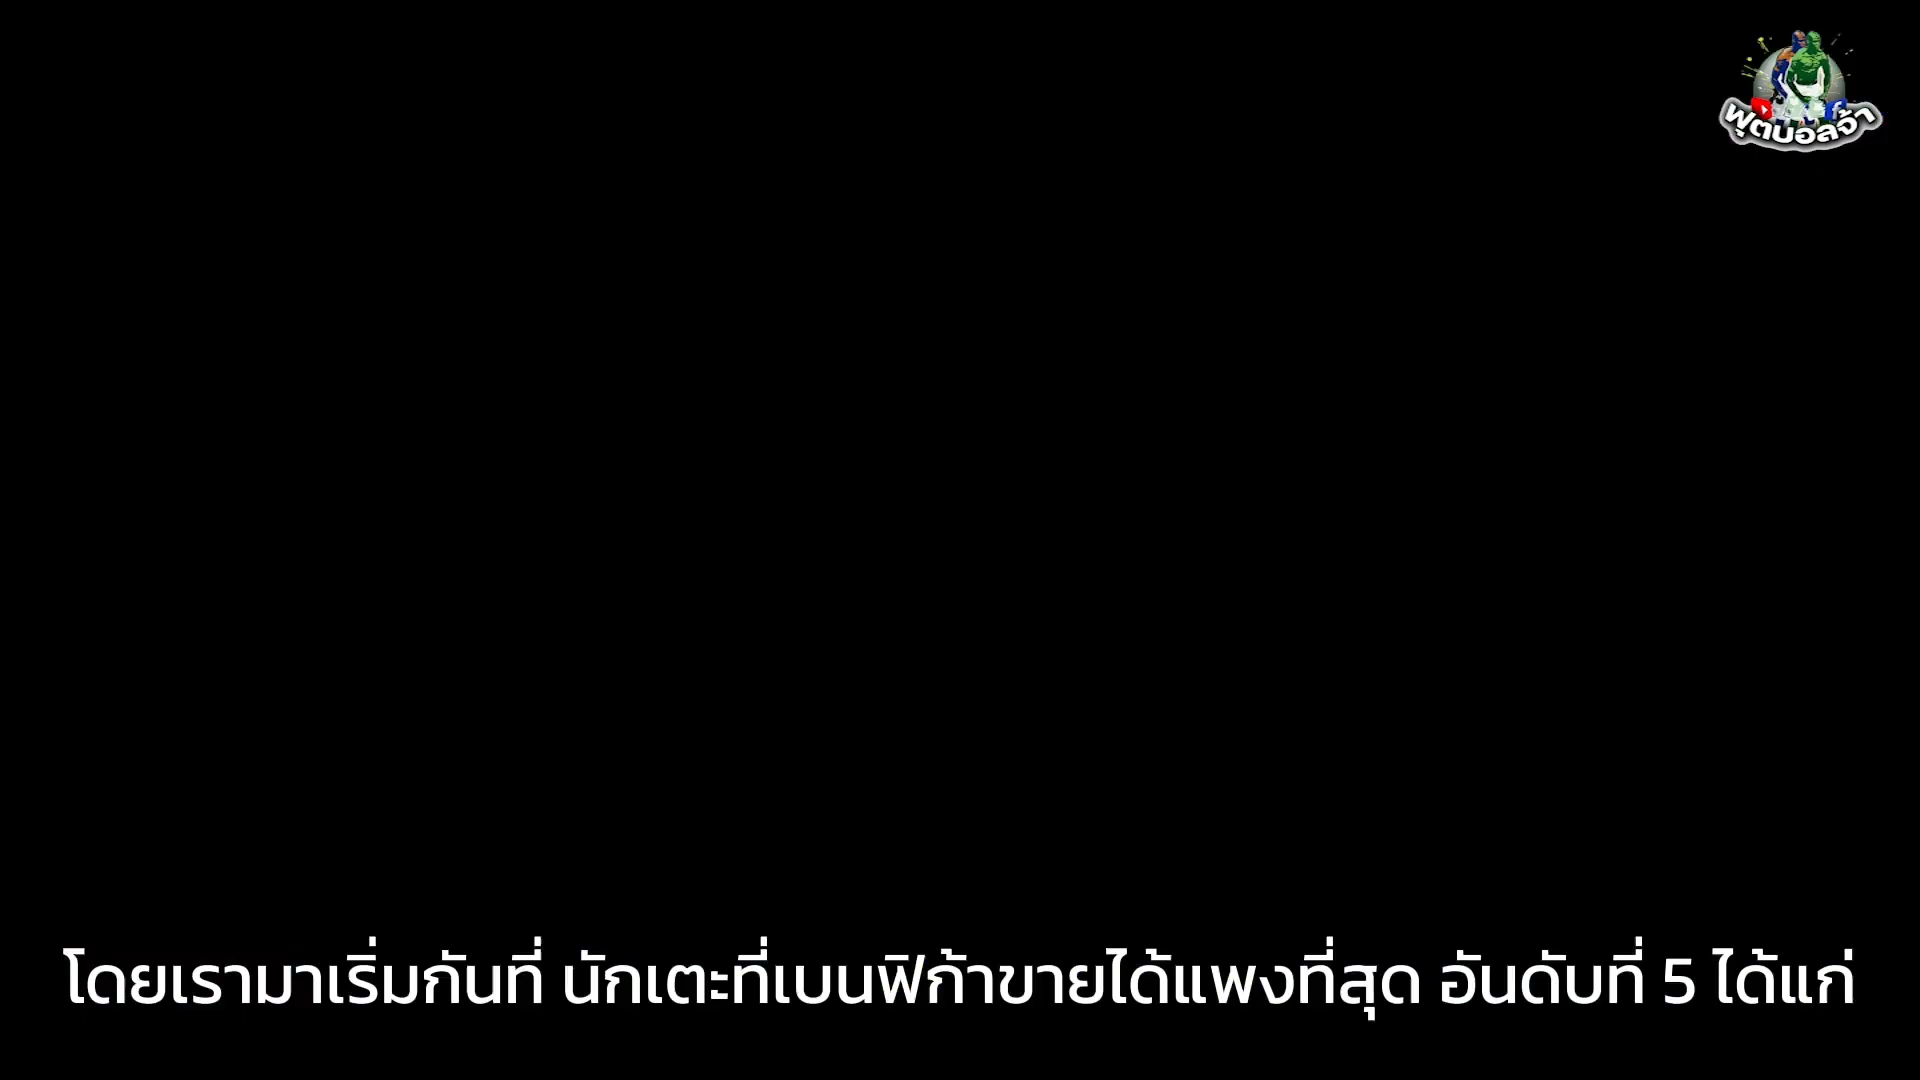 ฟุตบอลจ้า
โดยเรามาเริ่มกันที่ นักเตะที่เบนฟิก้าขายได้แพงที่สุด อันดับที่ 5 ได้แก่